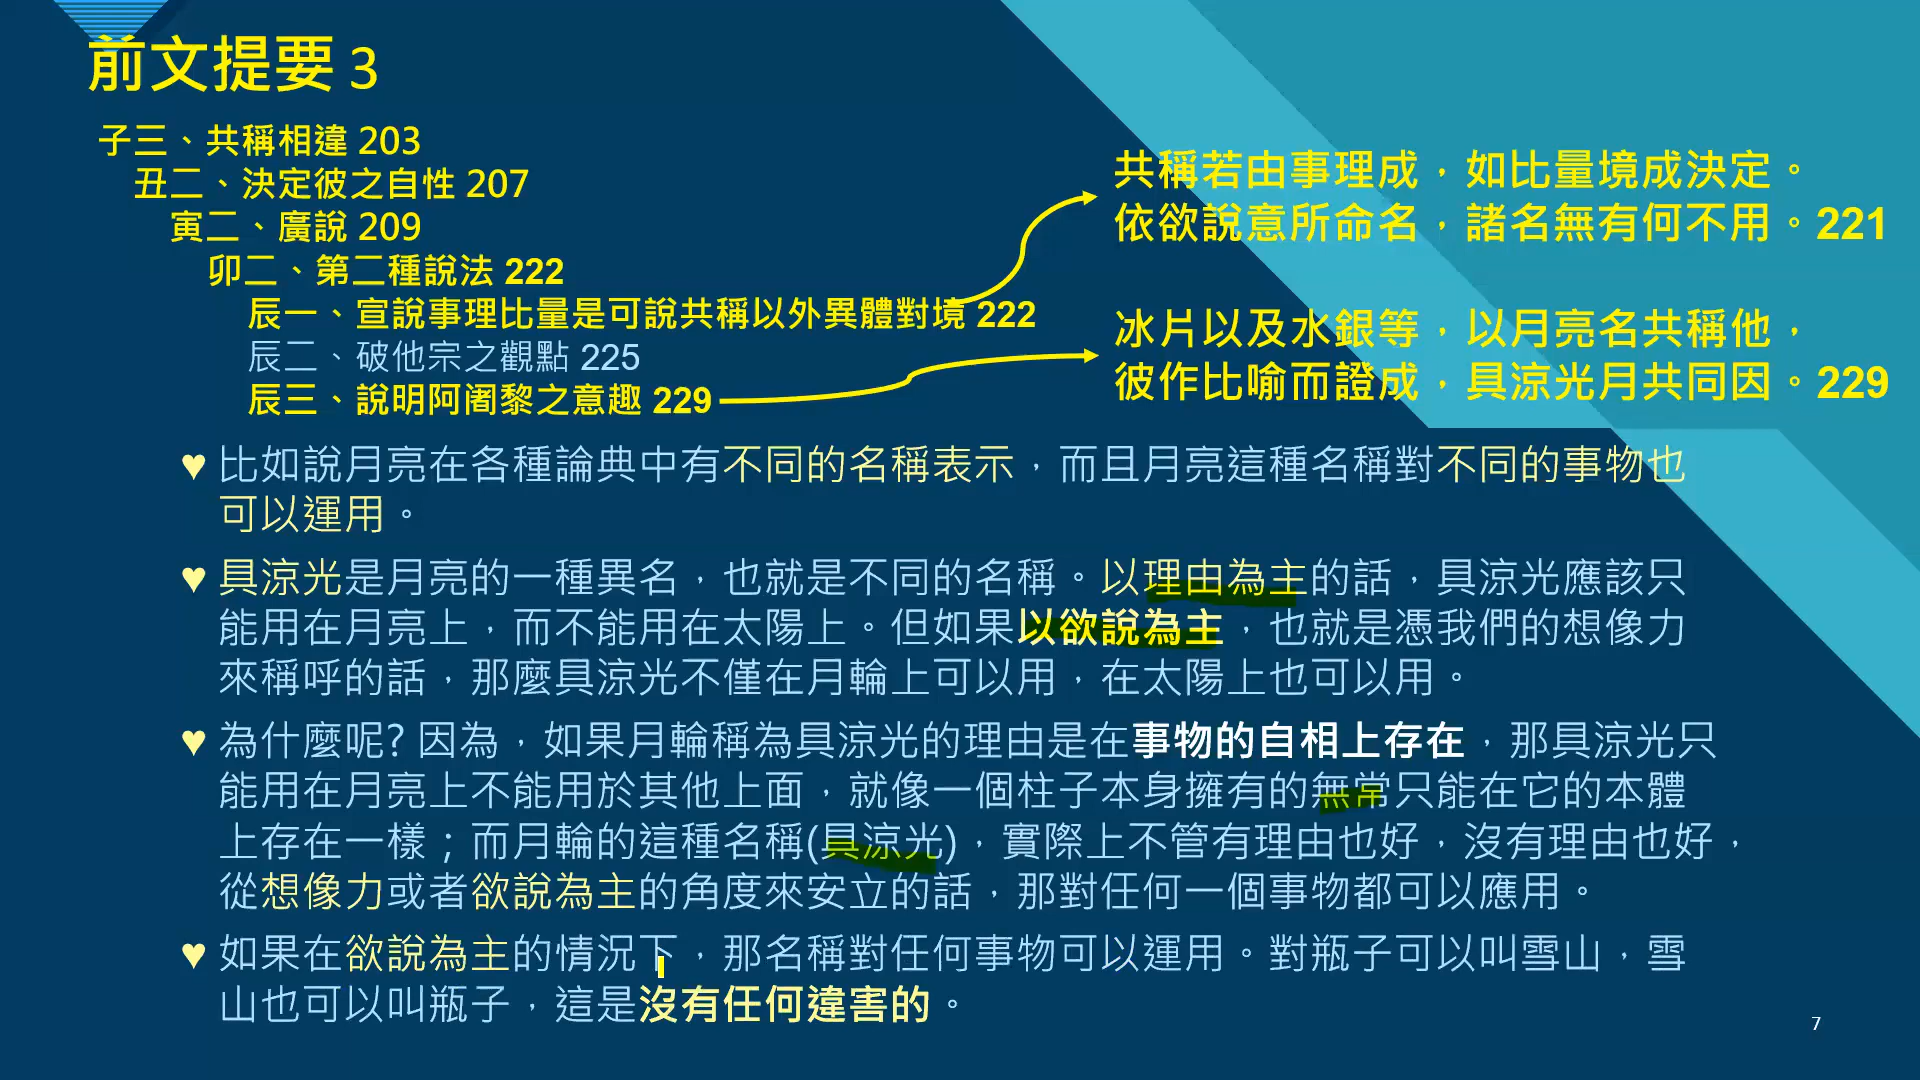 前文提要 3
子三、共稱相違 203
丑二、決定彼之自性 207
寅二、廣說 209
卯二、第二種說法 222
辰一、宣說事理比量是可說共稱以外異體對境 222
辰二、破他宗之觀點 225
辰三、說明阿阇黎之意趣 229
共稱若由事理成，如比量境成決定。
依欲說意所命名，諸名無有何不用。221
冰片以及水銀等，以月亮名共稱他，
彼作比喻而證成，具涼光月共同因。229
♥ 比如說月亮在各種論典中有不同的名稱表示，而且月亮這種名稱對不同的事物也
可以運用。
♥ 具涼光是月亮的一種異名，也就是不同的名稱。以理由為主的話，具涼光應該只
能用在月亮上，而不能用在太陽上。但如果以欲說為主，也就是憑我們的想像力
來稱呼的話，那麼具涼光不僅在月輪上可以用，在太陽上也可以用。
♥ 為什麼呢? 因為，如果月輪稱為具涼光的理由是在事物的自相上存在，那具涼光只
能用在月亮上不能用於其他上面，就像一個柱子本身擁有的無常只能在它的本體
上存在一樣；而月輪的這種名稱(具涼光)，實際上不管有理由也好，沒有理由也好，
從想像力或者欲說為主的角度來安立的話，那對任何一個事物都可以應用。
♥ 如果在欲說為主的情況下，那名稱對任何事物可以運用。對瓶子可以叫雪山，雪
山也可以叫瓶子，這是沒有任何違害的。
7